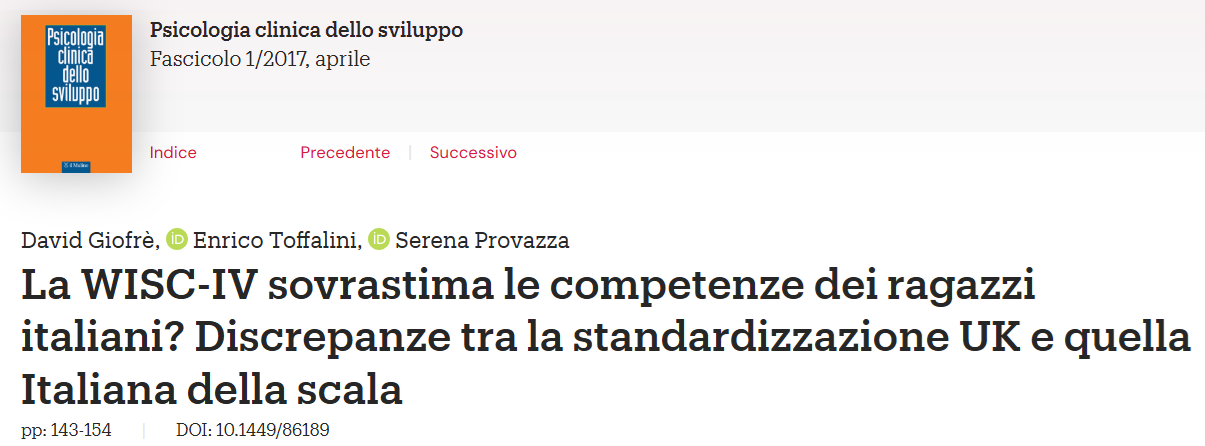 Psicologia
clinica
dello
sviluppo
il Mulino
Psicologia clinica dello sviluppo
Fascicolo 1/2017, aprile
Indice Precedente | Successivo
David Giofrè, iD Enrico Toffalini, iD Serena Provazza
La WISC-IV sovrastima le competenze dei ragazzi
italiani? Discrepanze tra la standardizzazione UK e quella
Italiana della scala
pp: 143-154 | DOI: 10.1449/86189